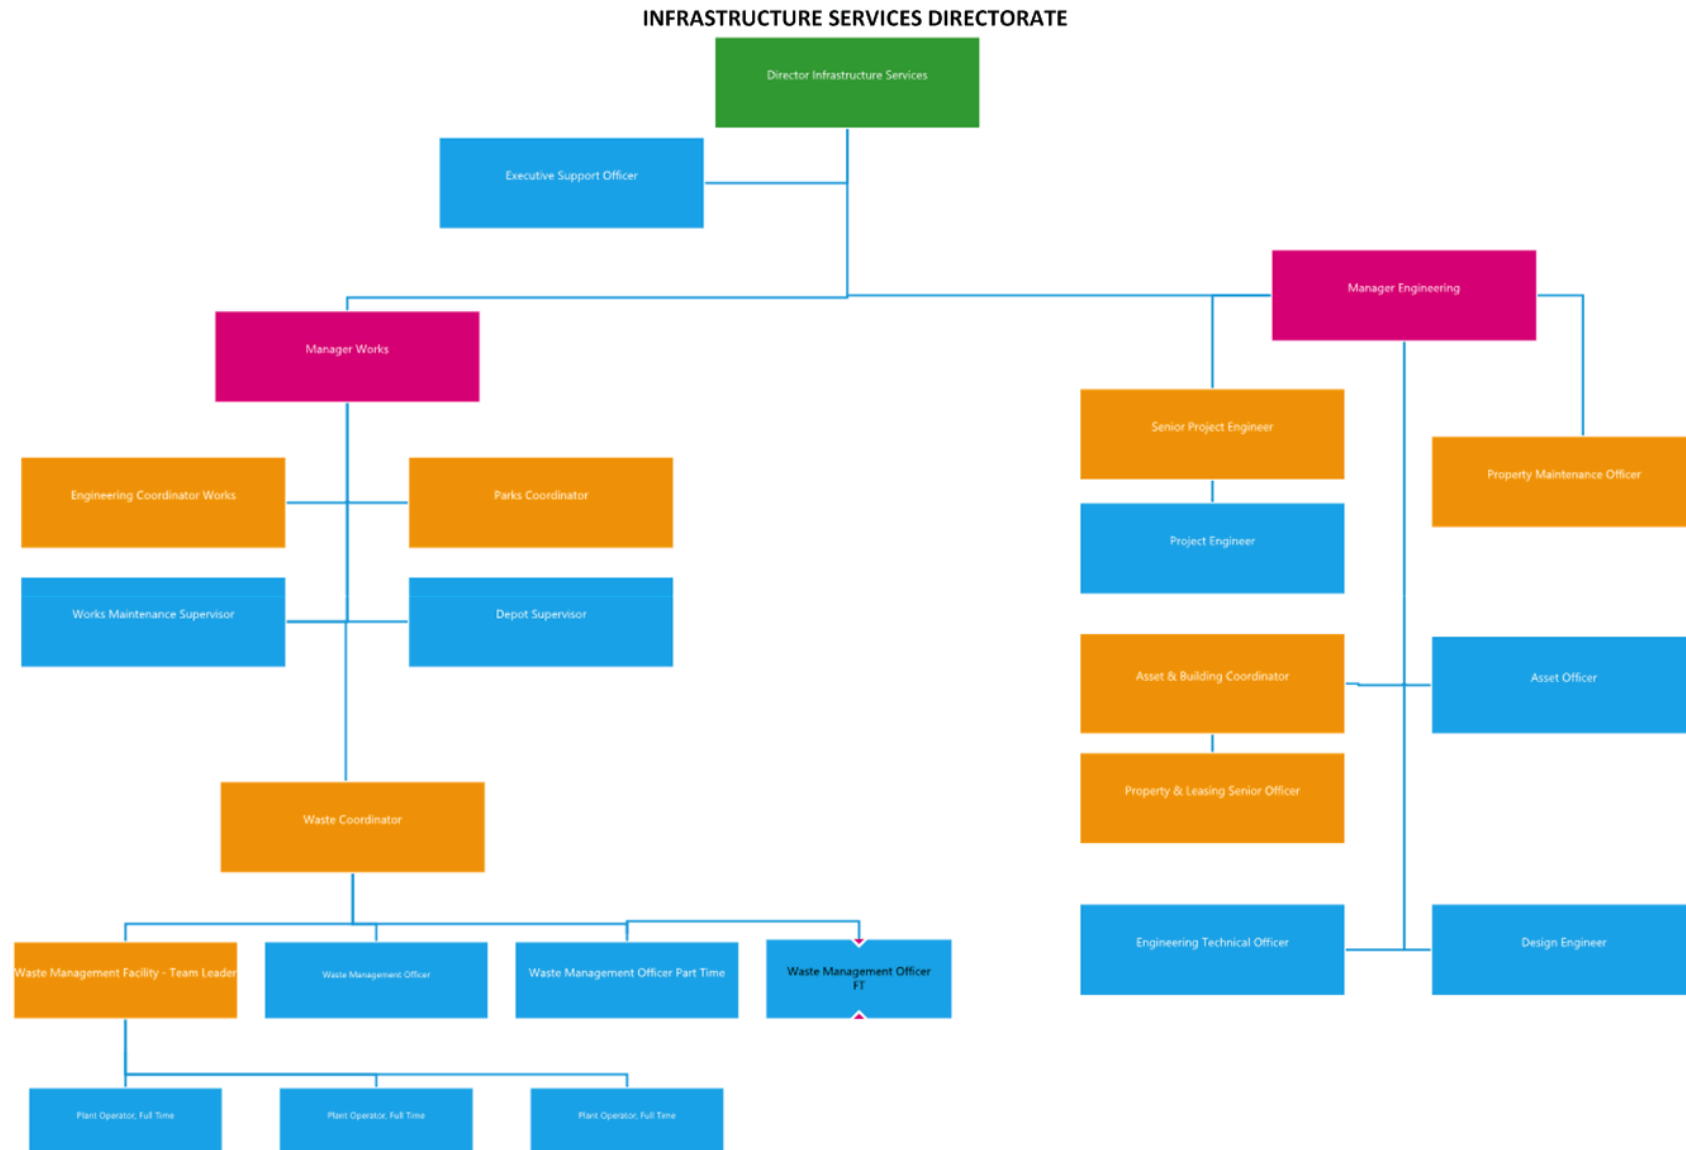 INFRASTRUCTURE SERVICES DIRECTORATE
Director Infrastructure Services
Executive Support Officer
Manager Engineering
Manager Works
Senior Project Engineer
Property Maintenance Officer
Engineering Coordinator Works
Parks Coordinator
Project Engineer
Works Maintenance Supervisor
Depot Supervisor
Asset & Building Coordinator
Asset Officer
Property & Leasing Senior Officer
Waste Coordinator
Engineering Technical Officer
Design Engineer
Waste Management Facility - Team Leader
Waste Management Officer
Waste Management Officer Part Time
Waste Management Officer
FT
Plant Operator, Full Time
Plant Operator, Full Time
Plant Operator, Full Time